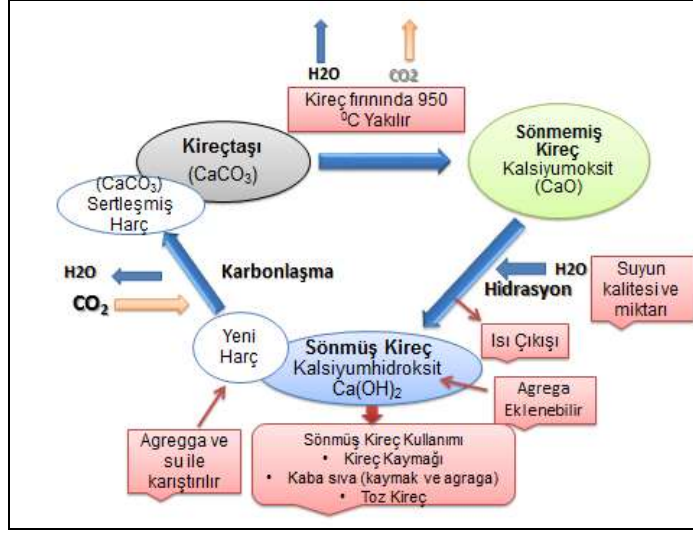 H2O
CO2
Kireç fırınında 950
⁰C Yakılır
Kireçtaşı
(CaCO₃)
Sönmemiş
Kireç
Kalsiyumoksit
(CaO)
(CaCO₃)
Sertleşmiş
Harç
H2O
CO₂
Karbonlaşma
H2O
Hidrasyon
Suyun
kalitesi ve
miktarı
Isı Çıkışı
Yeni
Harç
Sönmüş Kireç
Kalsiyumhidroksit
Ca(OH)₂
Agrega
Eklenebilir
Agregga ve
su ile
karıştırılır
Sönmüş Kireç Kullanımı
• Kireç Kaymağı
• Kaba sıva (kaymak ve agraga)
• Toz Kireç